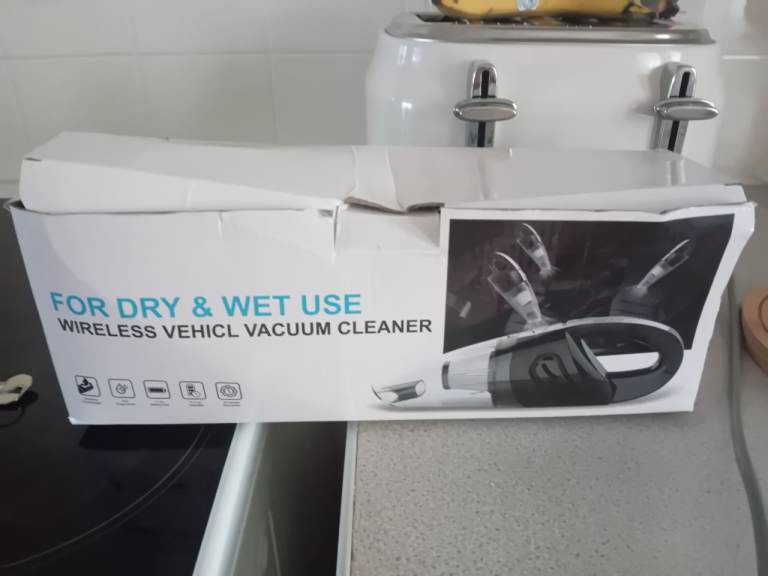 FOR DRY & WET USE
WIRELESS VEHICL VACUUM CLEANER